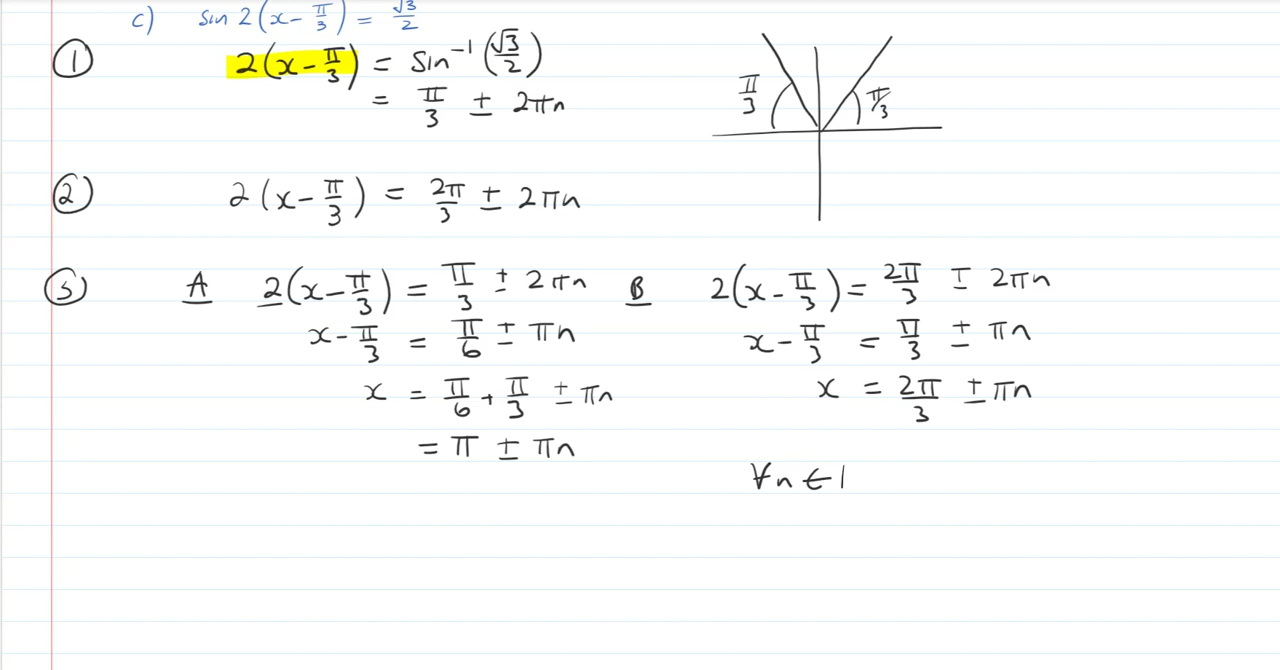 c) sin 2(x - π/3) = √3/2
① 2(x - π/3) = sin⁻¹(√3/2)
= π/3 ± 2πn
π/3 π/3
② 2(x - π/3) = 2π/3 ± 2πn
③ A 2(x - π/3) = π/3 ± 2πn B 2(x - π/3) = 2π/3 ± 2πn
x - π/3 = π/6 ± πn x - π/3 = π/3 ± πn
x = π/6 + π/3 ± πn x = 2π/3 ± πn
= π ± πn
∀n ∈ |